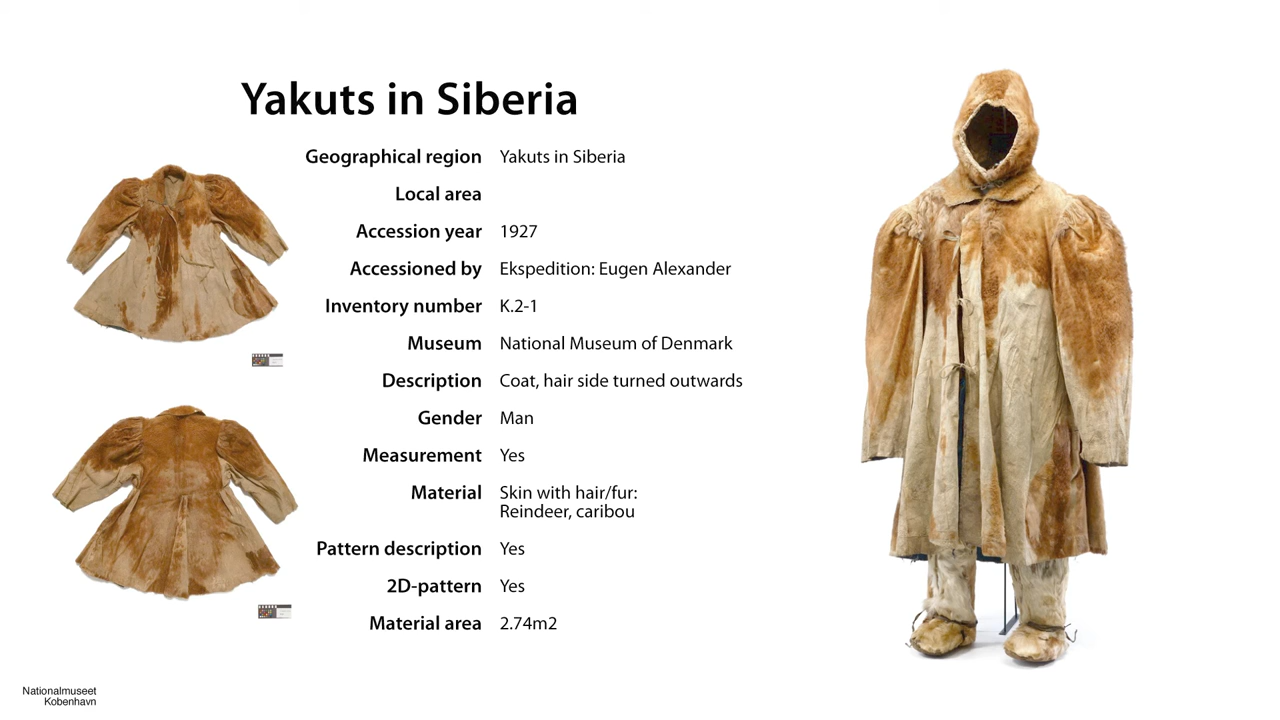 Yakuts in Siberia
Geographical region Yakuts in Siberia
Local area
Accession year 1927
Accessioned by Ekspedition: Eugen Alexander
Inventory number K.2-1
Museum National Museum of Denmark
Description Coat, hair side turned outwards
Gender Man
Measurement Yes
Material Skin with hair/fur:
Reindeer, caribou
Pattern description Yes
2D-pattern Yes
Material area 2.74m2
Nationalmuseet
Kobenhavn